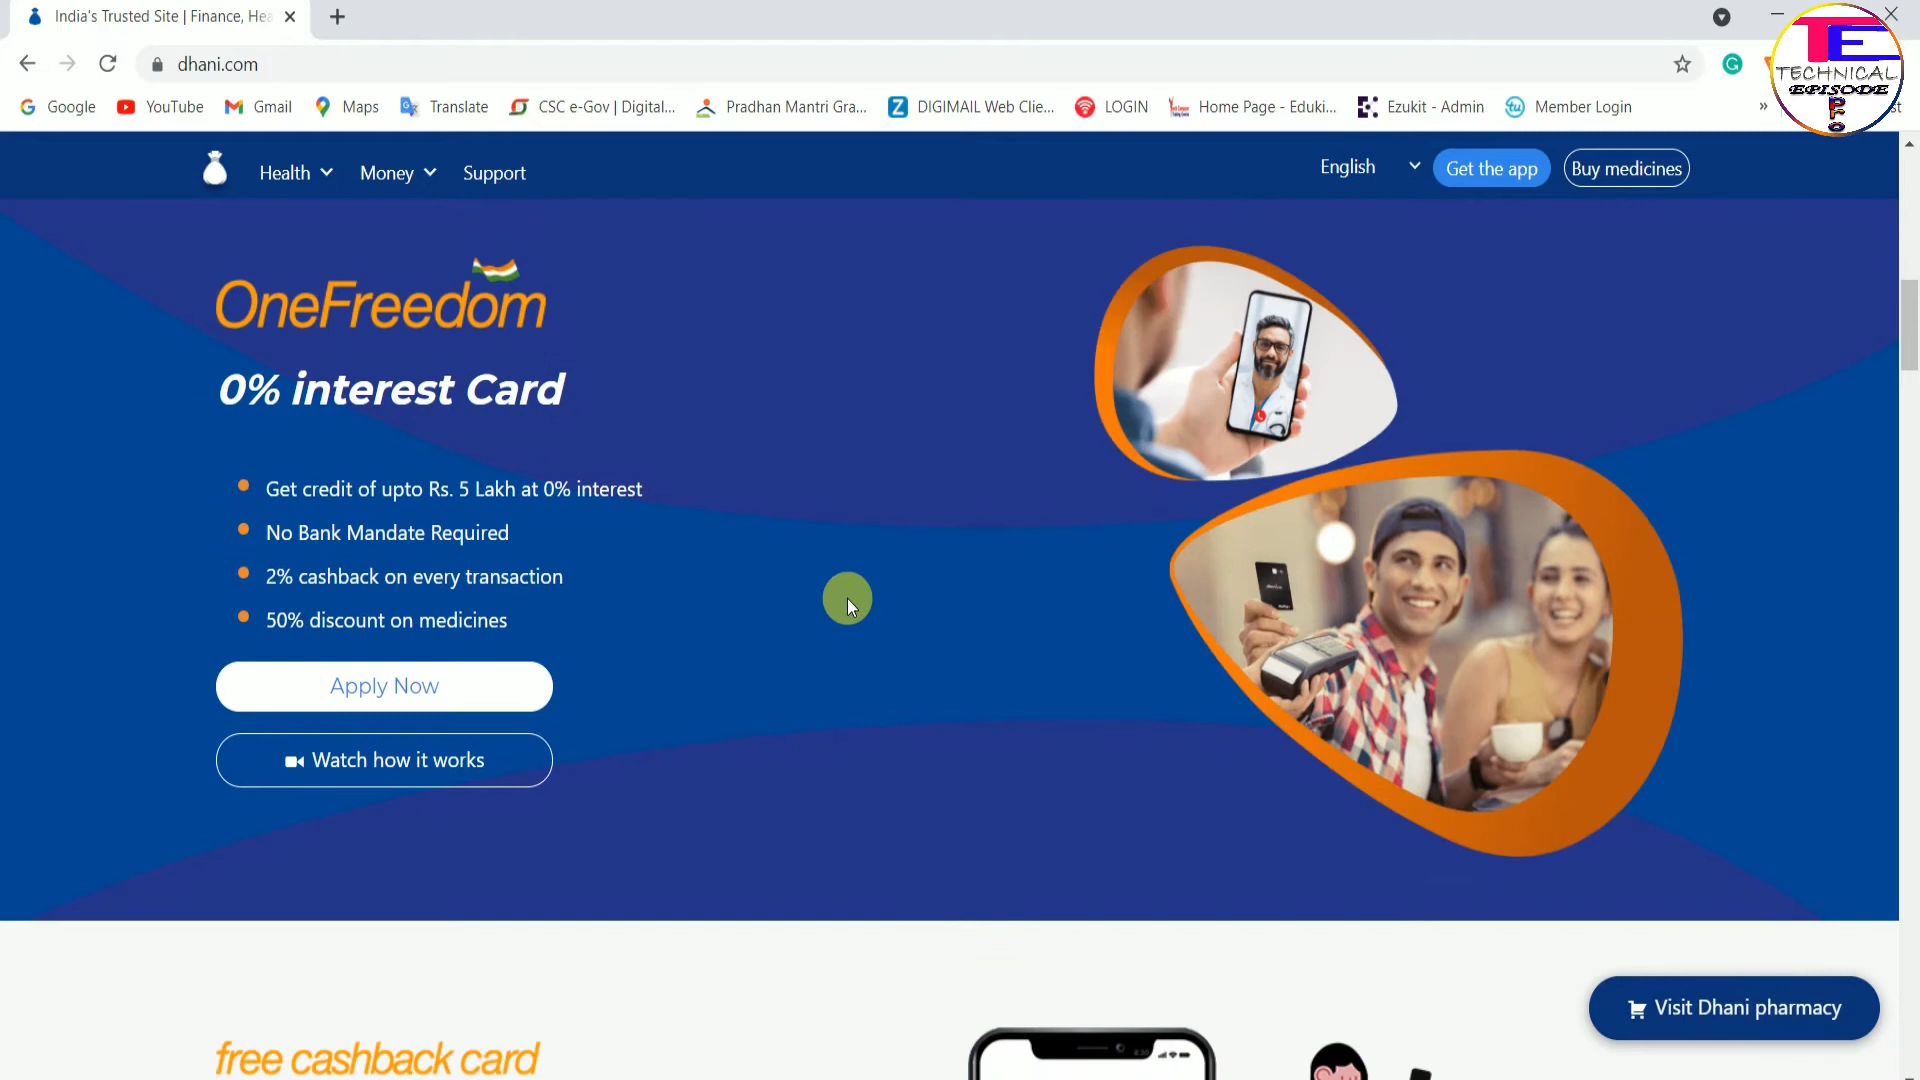 India's Trusted Site | Finance, Hea
dhani.com
Google YouTube Gmail Maps Translate CSC e-Gov | Digital... Pradhan Mantri Gra... DIGIMAIL Web Clie... LOGIN Home Page - Eduki... Ezukit - Admin Member Login »
TE
TECHNICAL
EPISODE
Pro
Health Money Support English Get the app Buy medicines
OneFreedom
0% interest Card
Get credit of upto Rs. 5 Lakh at 0% interest
No Bank Mandate Required
2% cashback on every transaction
50% discount on medicines
Apply Now
Watch how it works
Visit Dhani pharmacy
free cashback card